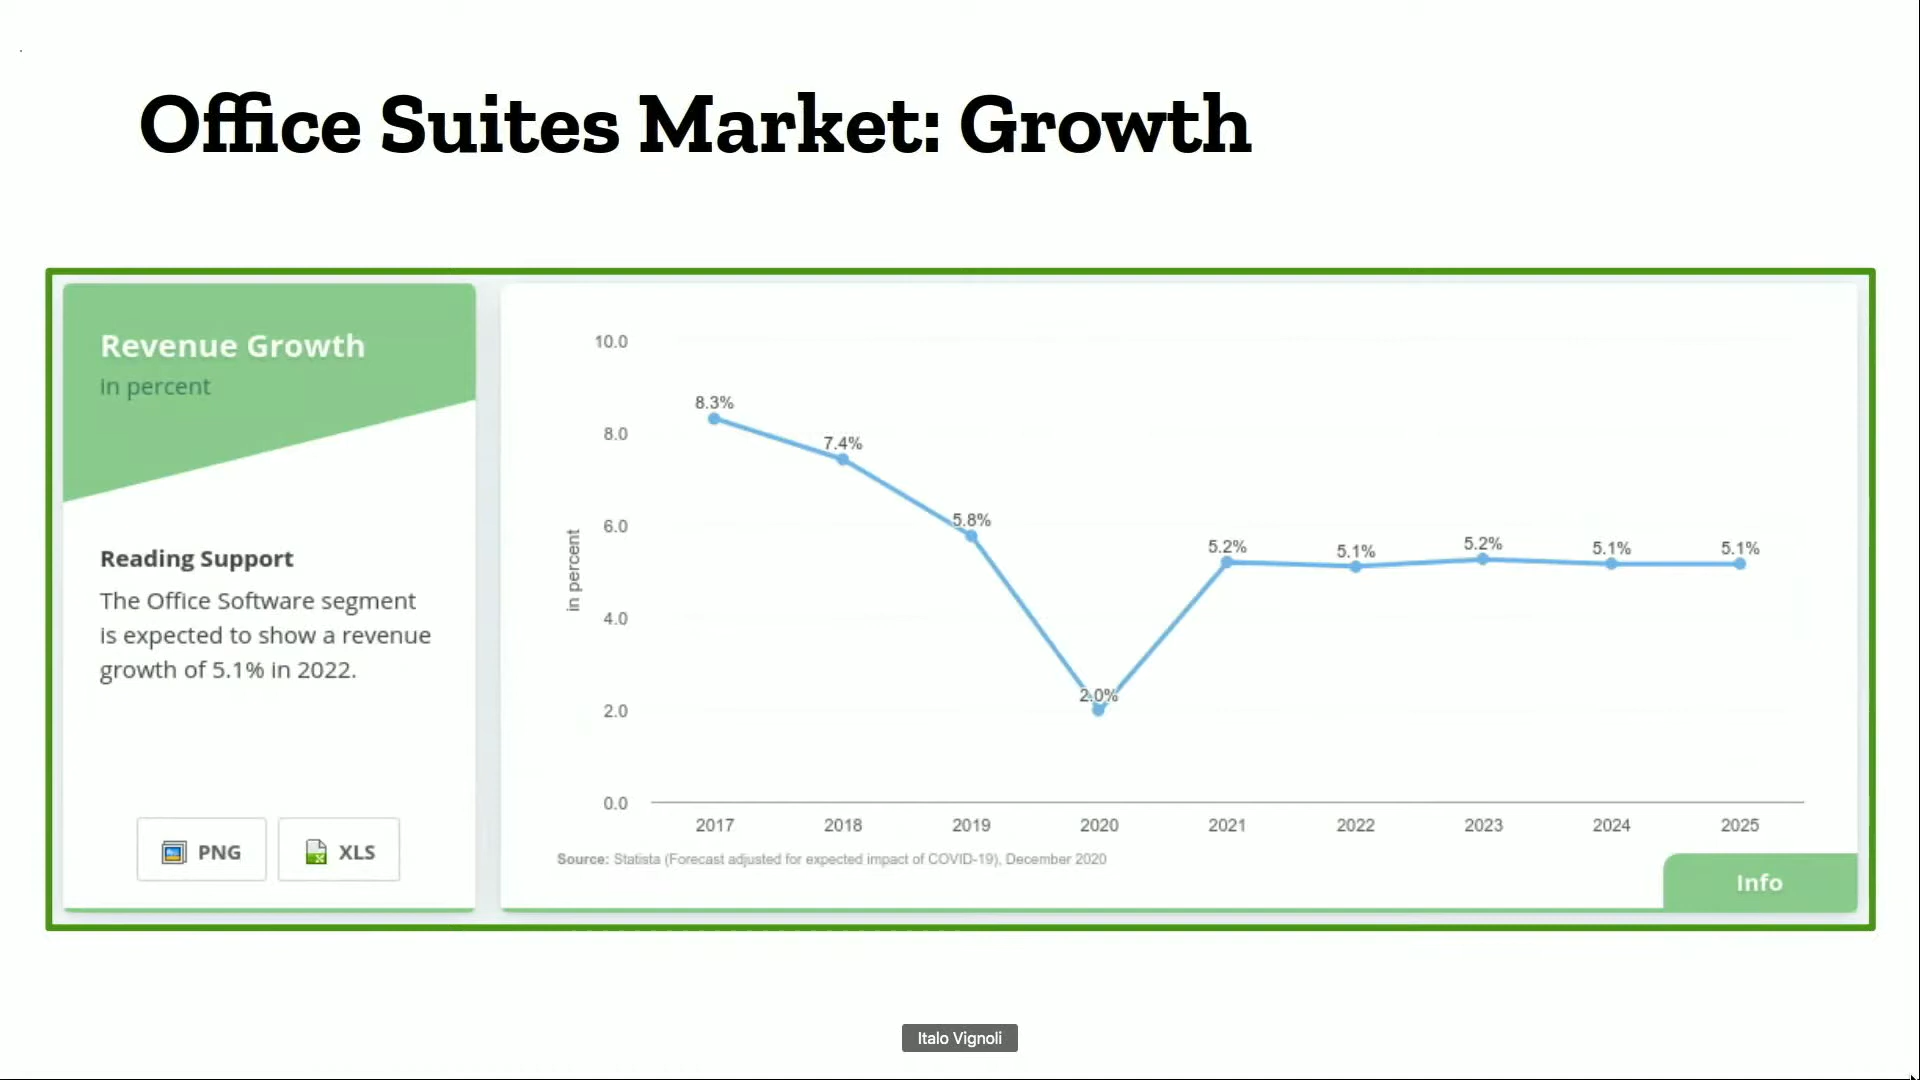 Office Suites Market: Growth
Revenue Growth
in percent
Reading Support
The Office Software segment
is expected to show a revenue
growth of 5.1% in 2022.
PNG
XLS
in percent
10.0
8.0
6.0
4.0
2.0
0.0
8.3%
7.4%
5.8%
2.0%
5.2%
5.1%
5.2%
5.1%
5.1%
2017
2018
2019
2020
2021
2022
2023
2024
2025
Source: Statista (Forecast adjusted for expected impact of COVID-19), December 2020
Info
Italo Vignoli